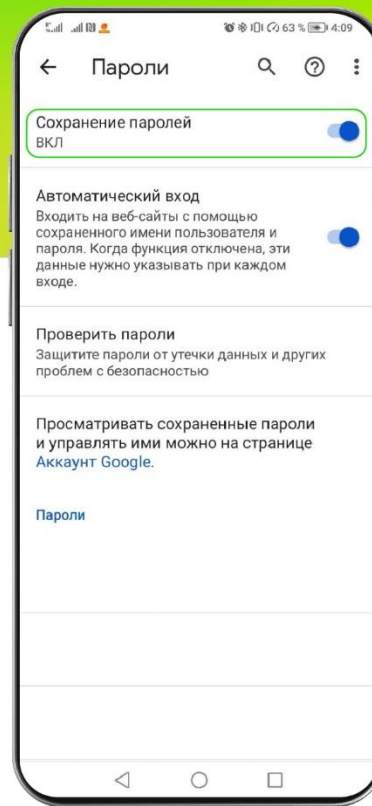 63 % 4:09
Пароли
Сохранение паролей
ВКЛ
Автоматический вход
Входить на веб-сайты с помощью
сохраненного имени пользователя и
пароля. Когда функция отключена, эти
данные нужно указывать при каждом
входе.
Проверить пароли
Защитите пароли от утечки данных и других
проблем с безопасностью
Просматривать сохраненные пароли
и управлять ими можно на странице
Аккаунт Google.
Пароли